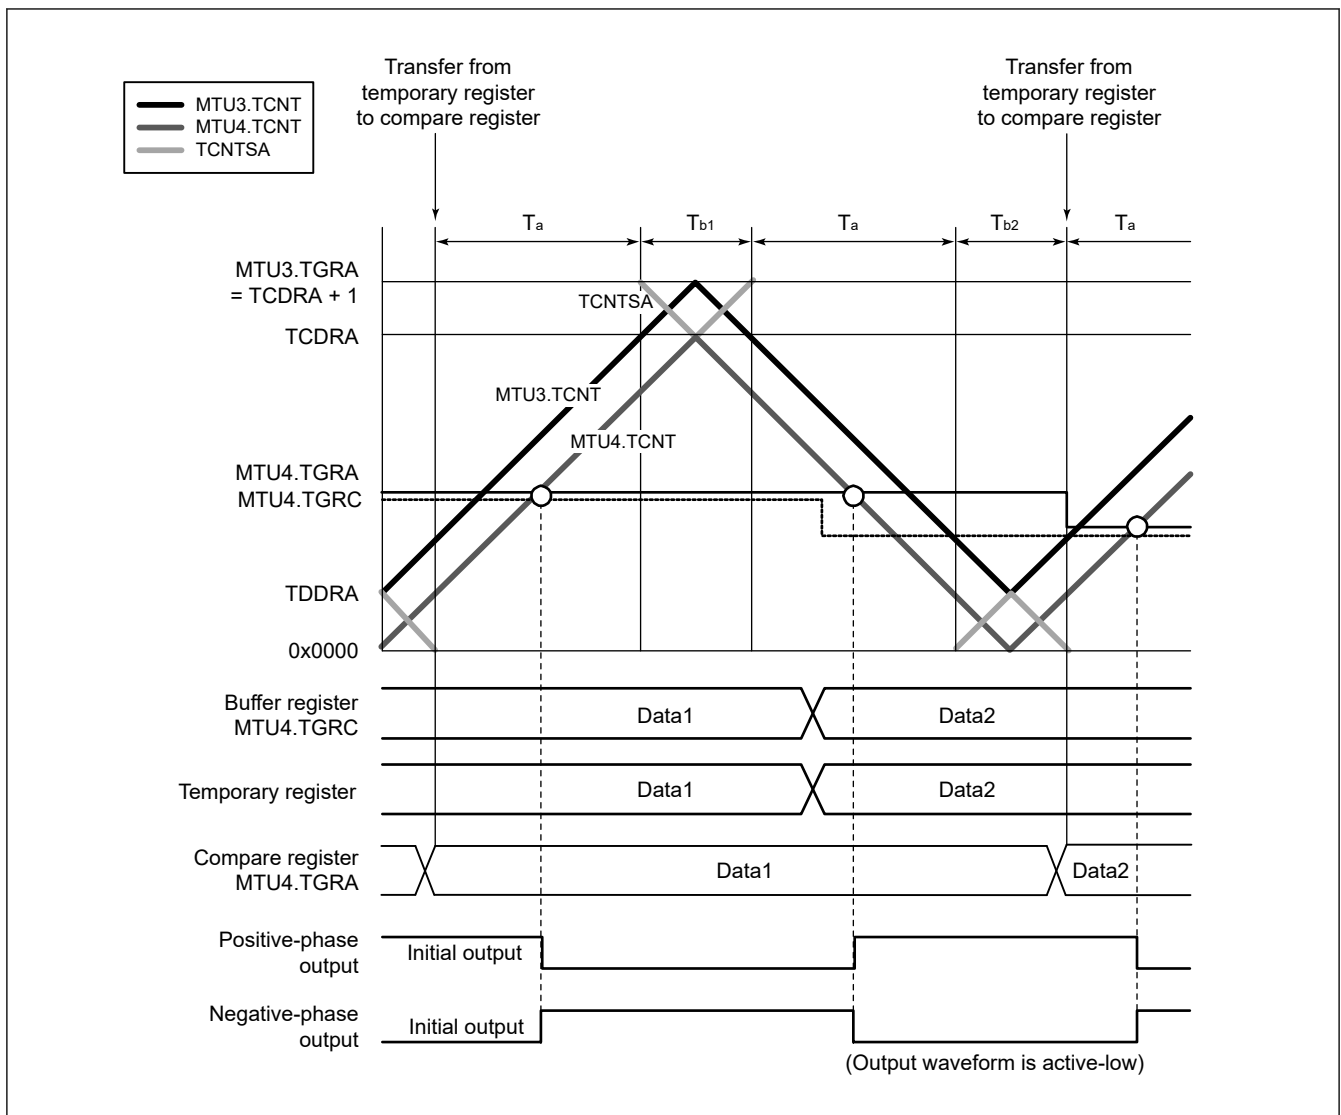 Transfer from
temporary register
to compare register
Transfer from
temporary register
to compare register
MTU3.TCNT
MTU4.TCNT
TCNTSA
Ta
Tb1
Ta
Tb2
Ta
MTU3.TGRA
= TCDRA + 1
TCNTSA
TCDRA
MTU3.TCNT
MTU4.TCNT
MTU4.TGRA
MTU4.TGRC
TDDRA
0x0000
Buffer register
MTU4.TGRC
Data1
Data2
Temporary register
Data1
Data2
Compare register
MTU4.TGRA
Data1
Data2
Positive-phase
output
Initial output
Negative-phase
output
Initial output
(Output waveform is active-low)